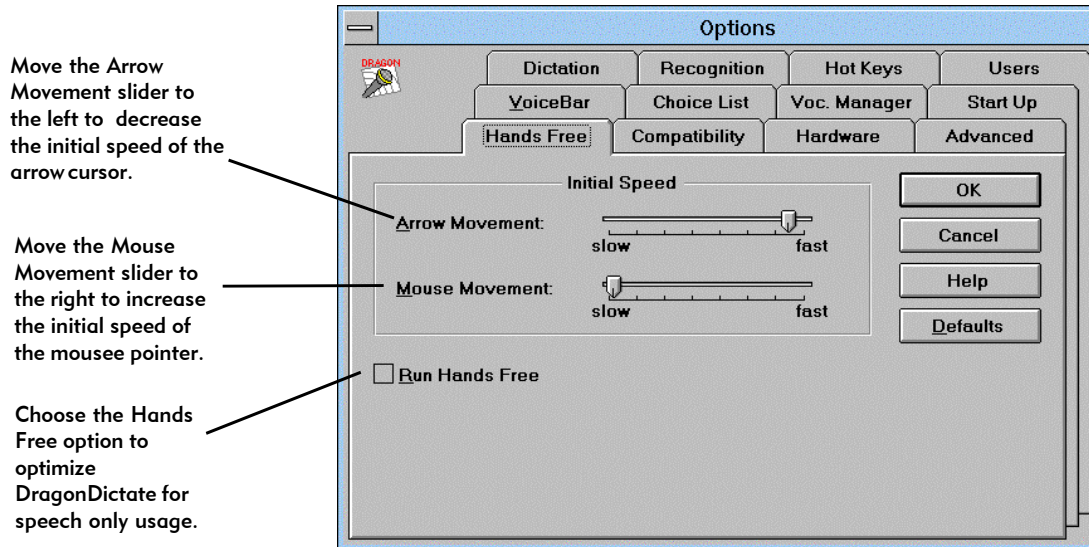 Move the Arrow
Movement slider to
the left to decrease
the initial speed of the
arrow cursor.
Move the Mouse
Movement slider to
the right to increase
the initial speed of
the mousee pointer.
Choose the Hands
Free option to
optimize
DragonDictate for
speech only usage.
Options
DRAGON
Dictation Recognition Hot Keys Users
VoiceBar Choice List Voc. Manager Start Up
Hands Free Compatibility Hardware Advanced
Initial Speed
Arrow Movement:
slow fast
Mouse Movement:
slow fast
Run Hands Free
OK
Cancel
Help
Defaults